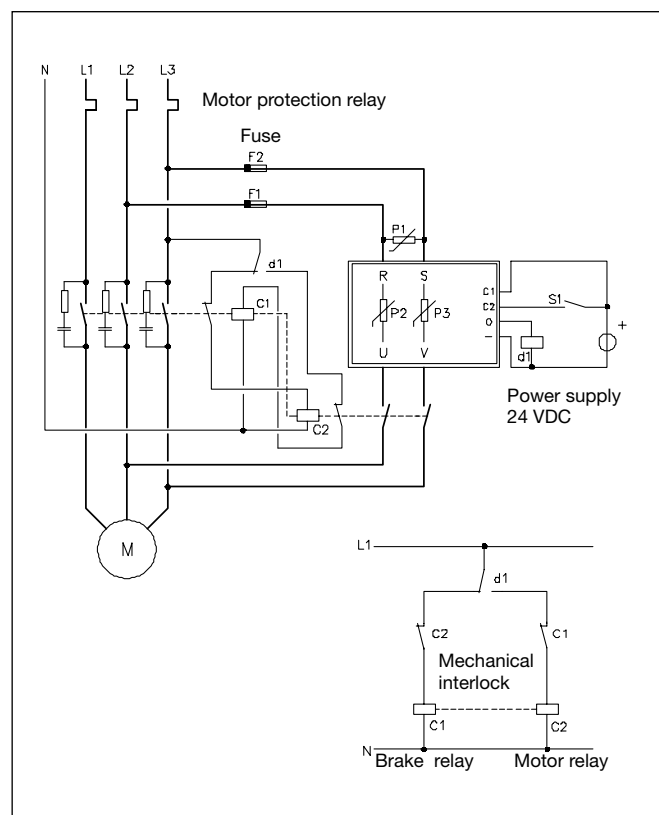 N L1 L2 L3
Motor protection relay
Fuse
F2
F1
P1
d1
R S
C1
C1
C2
S1
P2 P3
O
+
−
d1
U V
C2
Power supply
24 VDC
M
L1
d1
C2 C1
Mechanical
interlock
C1 C2
N
Brake relay Motor relay